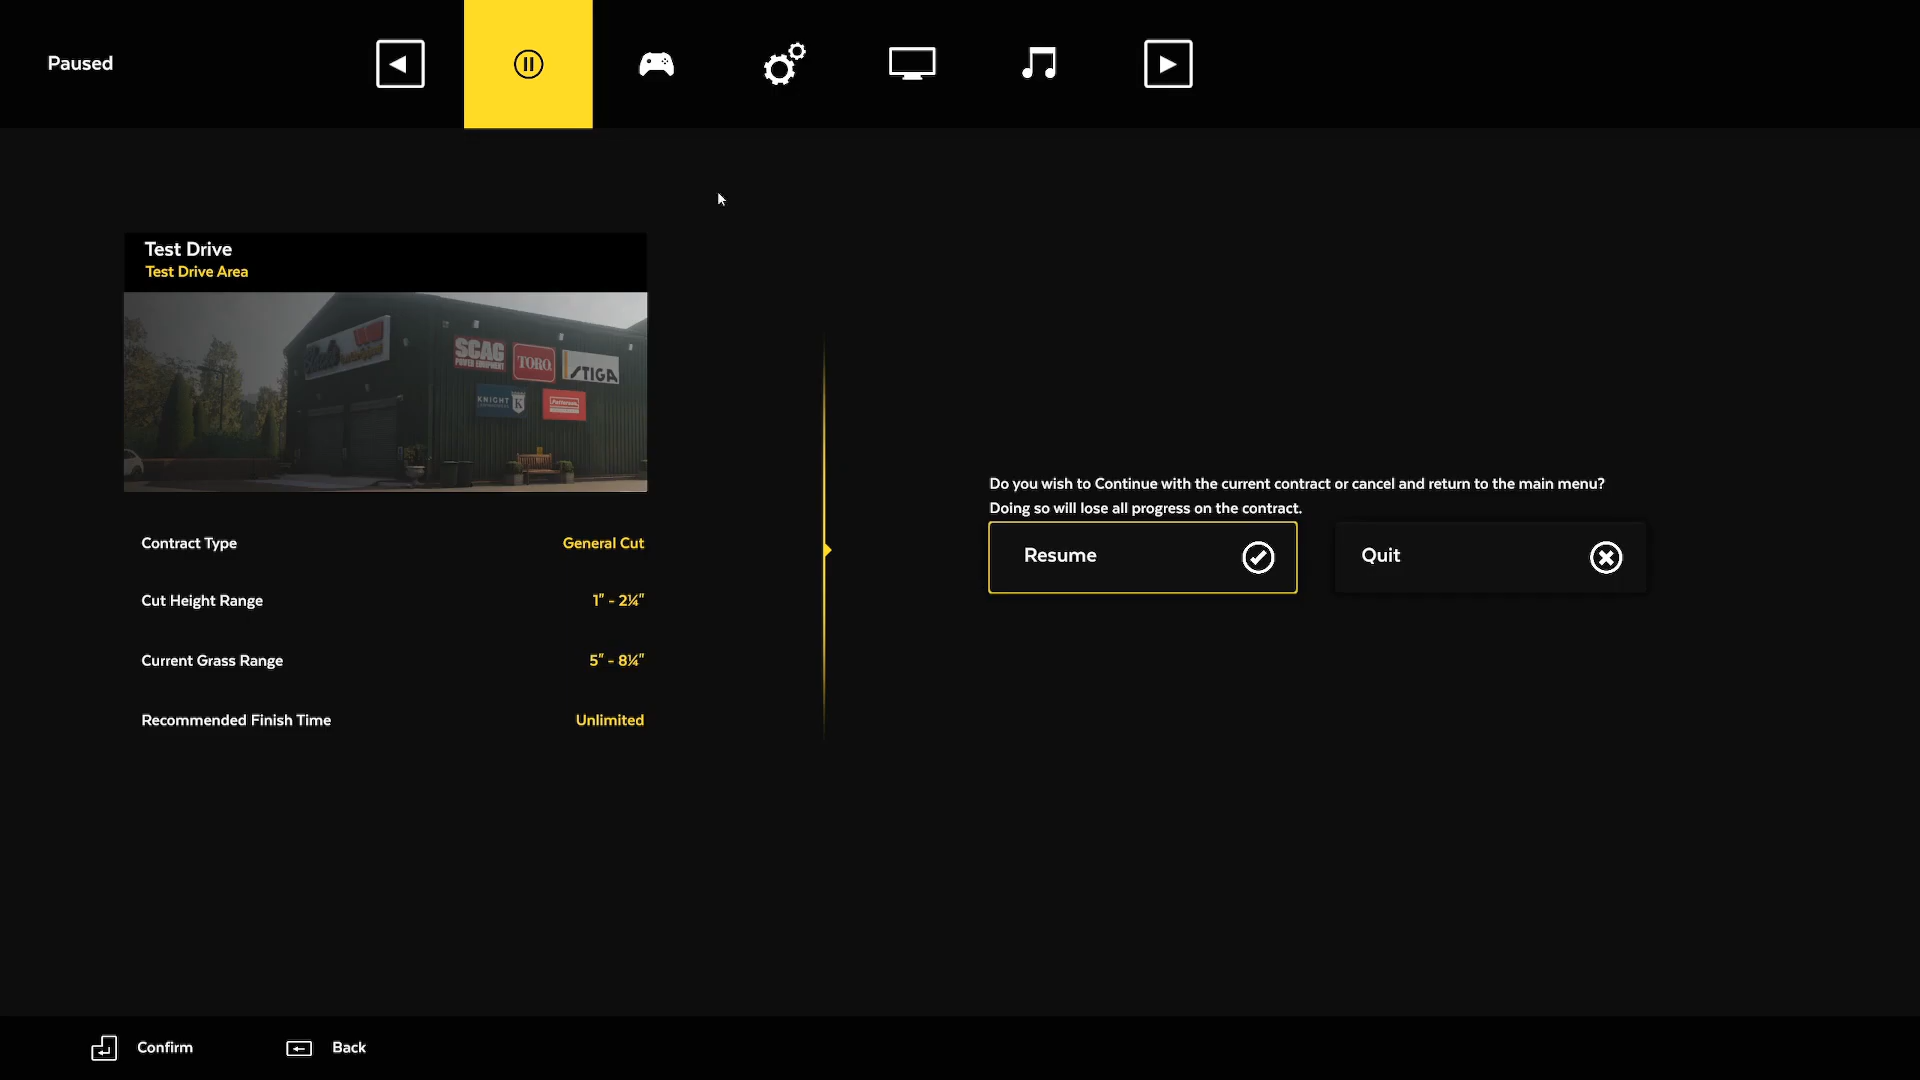 Paused
Test Drive
Test Drive Area
SCAG
POWER EQUIPMENT
TORO
STIGA
KNIGHT
K
Contract Type
General Cut
Cut Height Range
1" - 2¼"
Current Grass Range
5" - 8¼"
Recommended Finish Time
Unlimited
Do you wish to Continue with the current contract or cancel and return to the main menu?
Doing so will lose all progress on the contract.
Resume
Quit
Confirm
Back